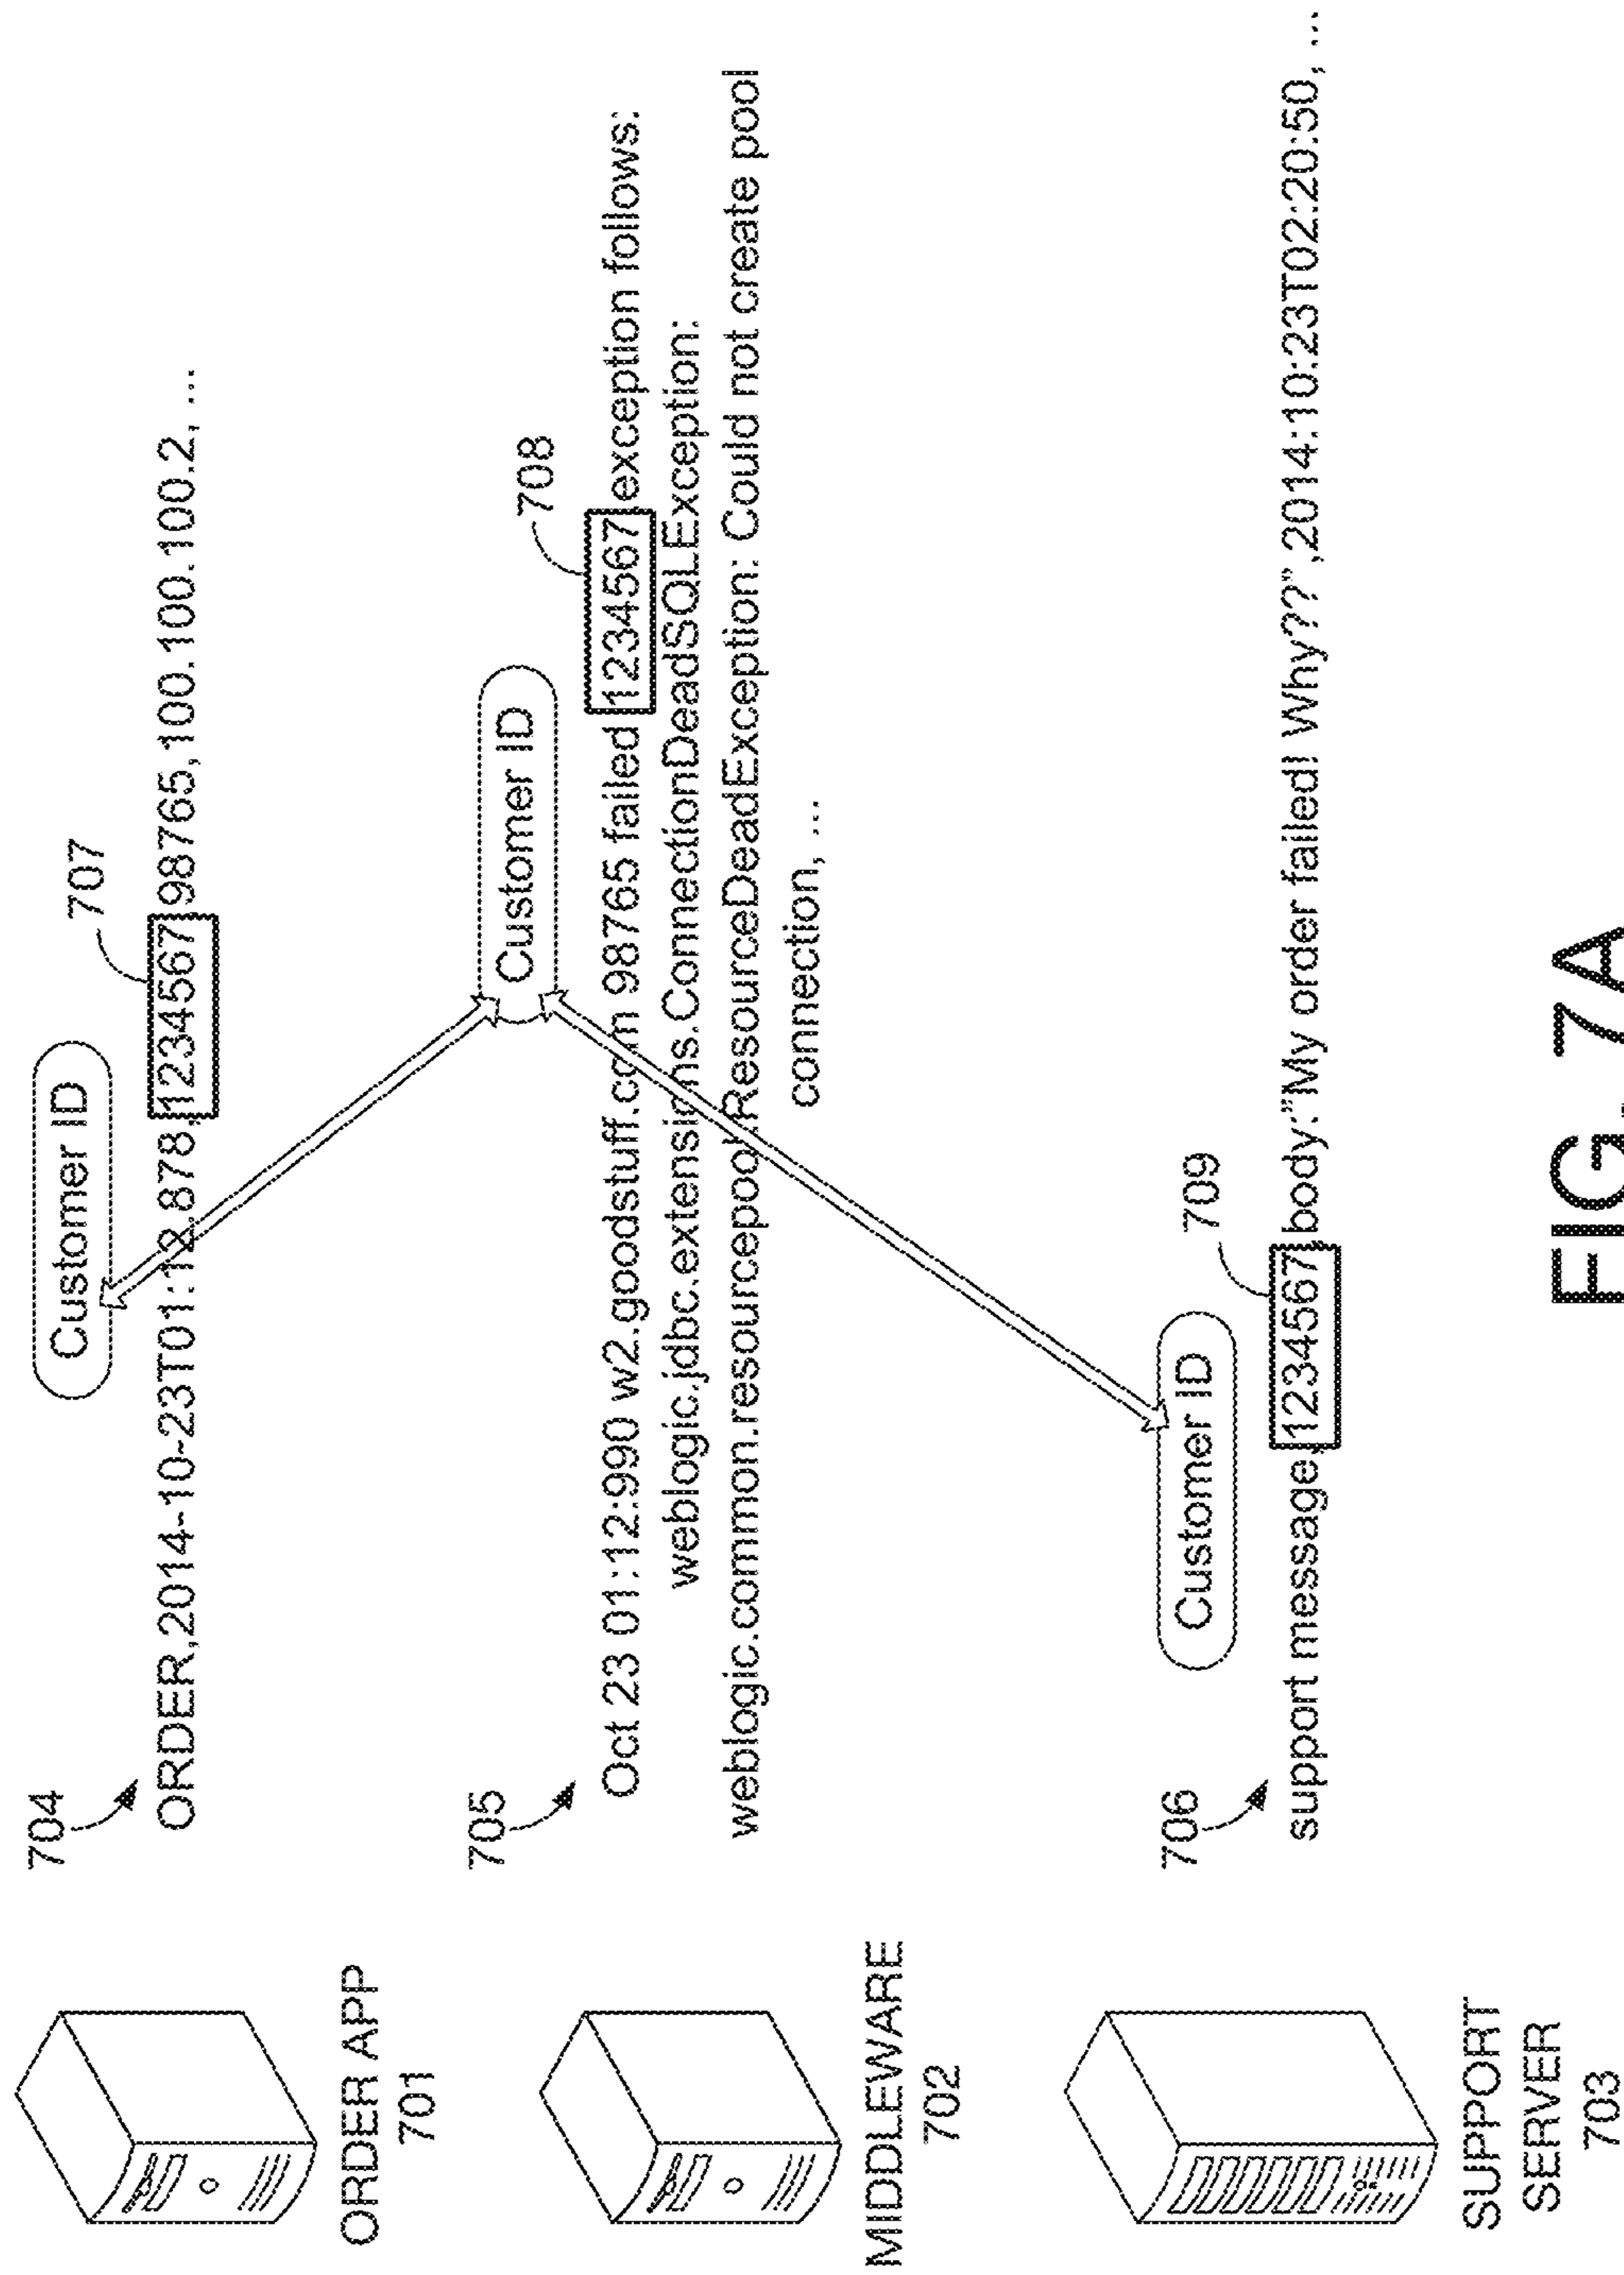 704
Customer ID
707
ORDER,2014-10-23T01:12.878,1234567,98765,100.100.100.2, ...
ORDER APP
701
705
Customer ID
708
Oct 23 01:12:990 w2.goodstuff.com 98765 failed 1234567 exception follows:
weblogic.jdbc.extensions.ConnectionDeadSQLException:
weblogic.common.resourcepool.ResourceDeadException: Could not create pool
connection, ...
MIDDLEWARE
702
706
Customer ID
709
support message,1234567,body:"My order failed! Why??",2014:10:23T02:20:50, ...
SUPPORT
SERVER
703
FIG. 7A